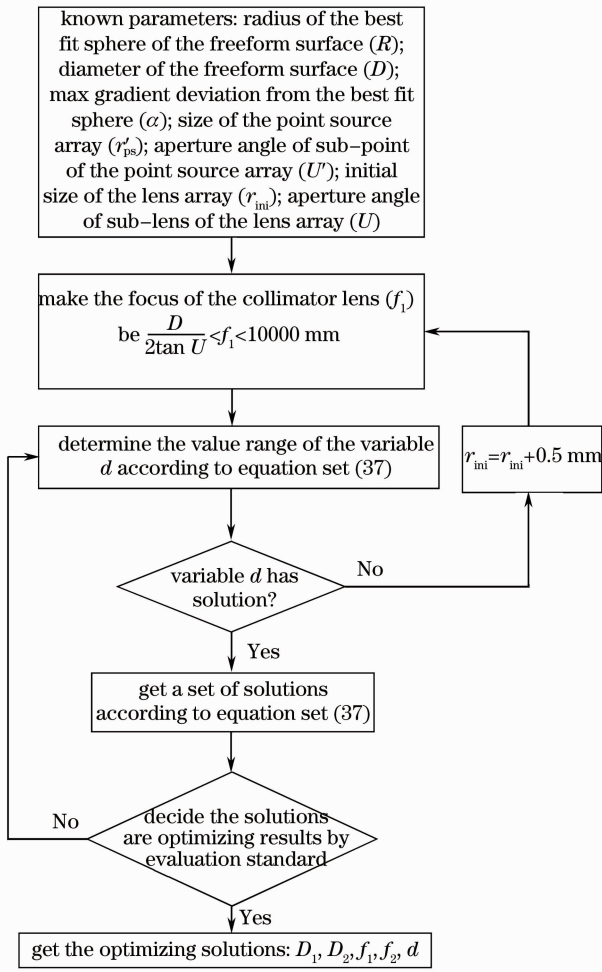 known parameters: radius of the best
fit sphere of the freeform surface (R);
diameter of the freeform surface (D);
max gradient deviation from the best fit
sphere (α); size of the point source
array (r′ps); aperture angle of sub-point
of the point source array (U′); initial
size of the lens array (rini); aperture angle
of sub-lens of the lens array (U)
make the focus of the collimator lens (f1)
be D/2tan U <f1<10000 mm
determine the value range of the variable
d according to equation set (37)
rini=rini+0.5 mm
variable d has
solution?
No
Yes
get a set of solutions
according to equation set (37)
decide the solutions
are optimizing results by
evaluation standard
No
Yes
get the optimizing solutions: D1, D2, f1, f2, d